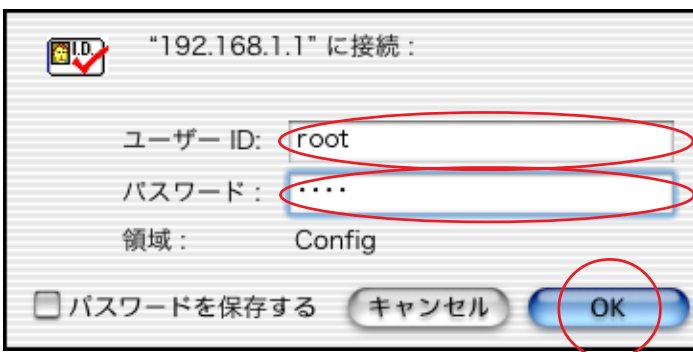 I.D.
“192.168.1.1” に接続：
ユーザー ID: root
パスワード： ････
領域： Config
パスワードを保存する キャンセル OK